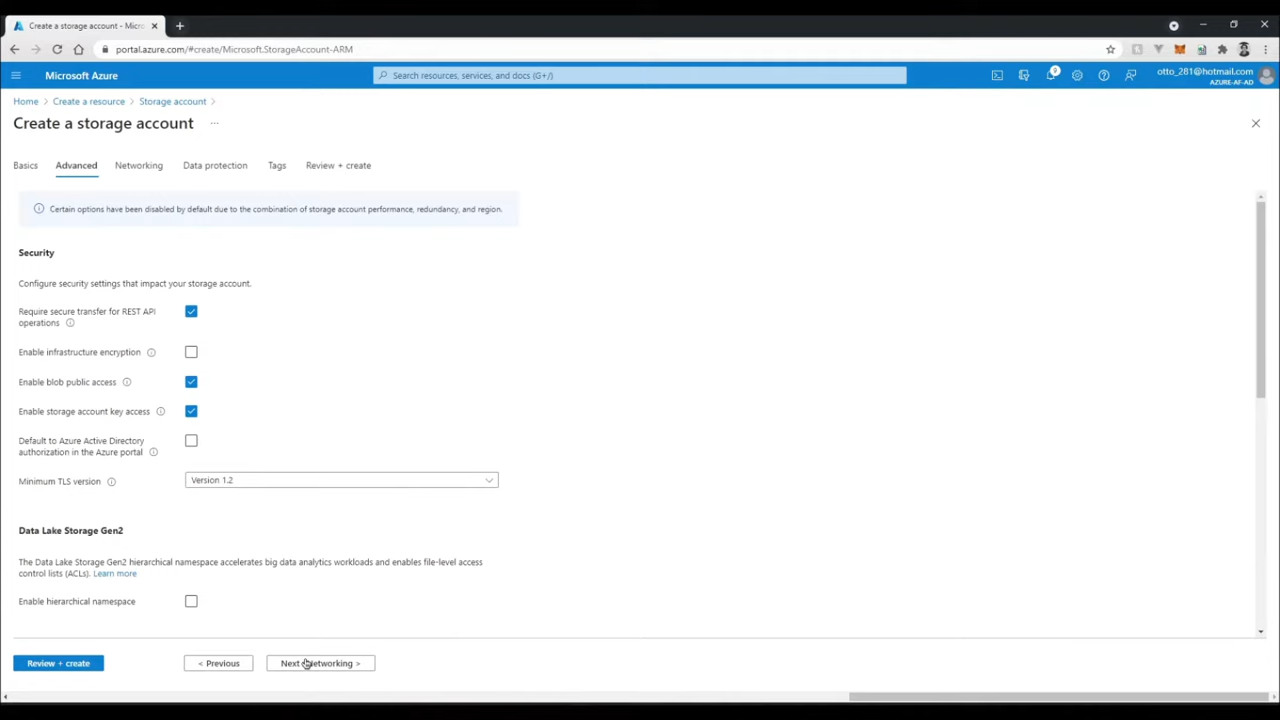 Create a storage account - Micro
portal.azure.com/#create/Microsoft.StorageAccount-ARM
Microsoft Azure
Search resources, services, and docs (G+/)
otto_281@hotmail.com
AZURE-AF-AD
Home > Create a resource > Storage account >
Create a storage account
...
Basics Advanced Networking Data protection Tags Review + create
Certain options have been disabled by default due to the combination of storage account performance, redundancy, and region.
Security
Configure security settings that impact your storage account.
Require secure transfer for REST API
operations
Enable infrastructure encryption
Enable blob public access
Enable storage account key access
Default to Azure Active Directory
authorization in the Azure portal
Minimum TLS version
Version 1.2
Data Lake Storage Gen2
The Data Lake Storage Gen2 hierarchical namespace accelerates big data analytics workloads and enables file-level access
control lists (ACLs). Learn more
Enable hierarchical namespace
Review + create
< Previous
Next : Networking >